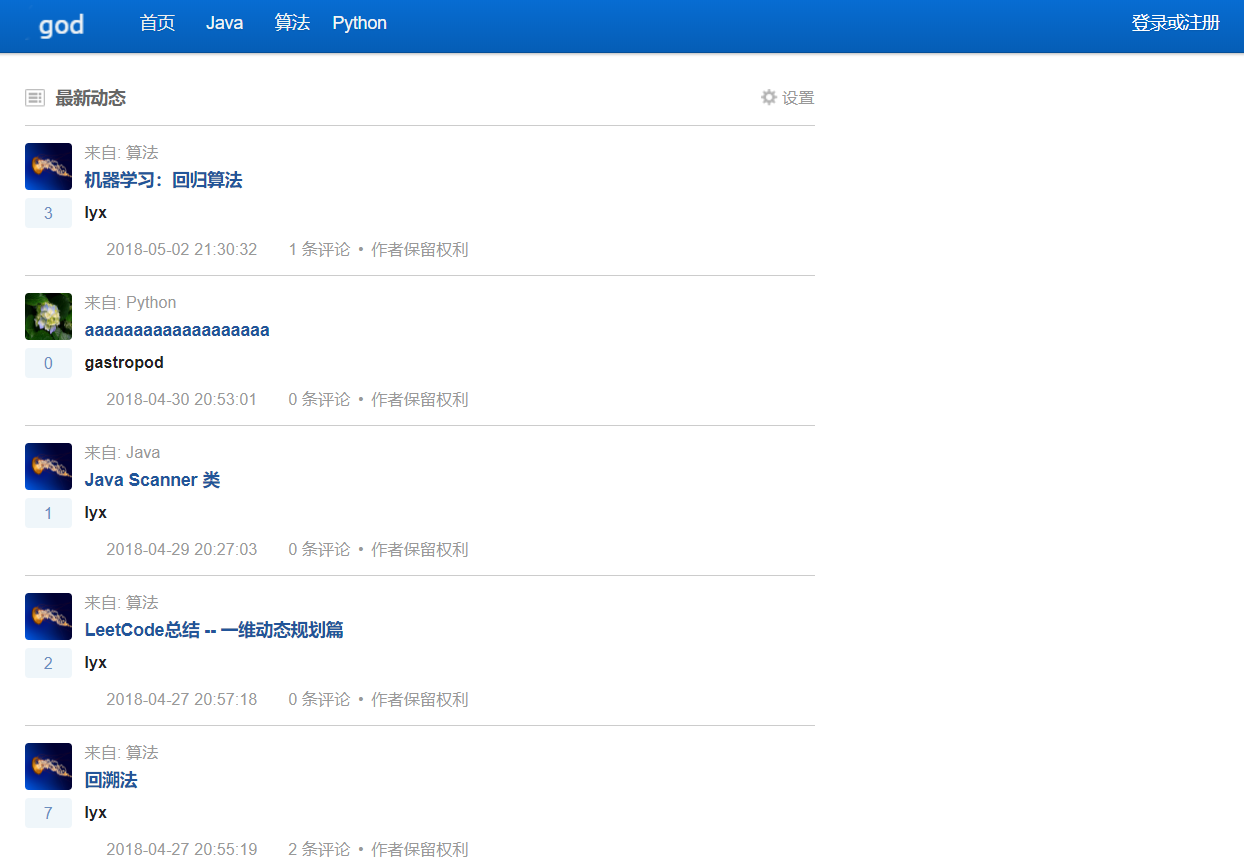 god 首页 Java 算法 Python 登录或注册
最新动态 设置
来自: 算法
机器学习：回归算法
3 lyx
2018-05-02 21:30:32 1 条评论 • 作者保留权利
来自: Python
aaaaaaaaaaaaaaaaaaa
0 gastropod
2018-04-30 20:53:01 0 条评论 • 作者保留权利
来自: Java
Java Scanner 类
1 lyx
2018-04-29 20:27:03 0 条评论 • 作者保留权利
来自: 算法
LeetCode总结 -- 一维动态规划篇
2 lyx
2018-04-27 20:57:18 0 条评论 • 作者保留权利
来自: 算法
回溯法
7 lyx
2018-04-27 20:55:19 2 条评论 • 作者保留权利